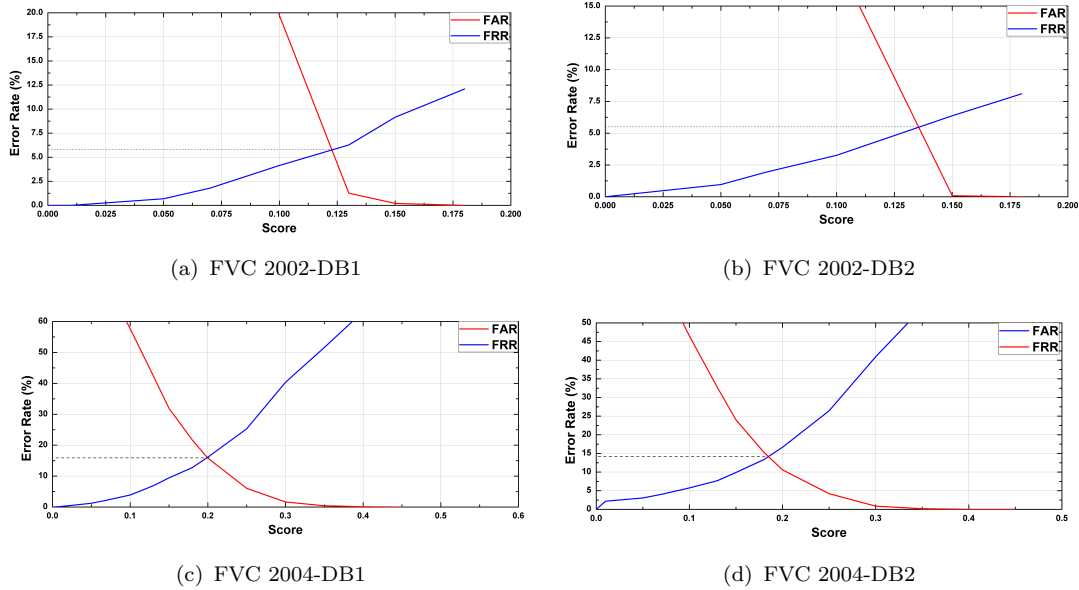 20.0
17.5
15.0
12.5
10.0
7.5
5.0
2.5
0.0
Error Rate (%)
FAR
FRR
0.000 0.025 0.050 0.075 0.100 0.125 0.150 0.175 0.200
Score
(a) FVC 2002-DB1
15.0
12.5
10.0
7.5
5.0
2.5
0.0
Error Rate (%)
FAR
FRR
0.000 0.025 0.050 0.075 0.100 0.125 0.150 0.175 0.200
Score
(b) FVC 2002-DB2
60
50
40
30
20
10
0
Error Rate (%)
FAR
FRR
0.0 0.1 0.2 0.3 0.4 0.5 0.6
Score
(c) FVC 2004-DB1
50
45
40
35
30
25
20
15
10
5
0
Error Rate (%)
FAR
FRR
0.0 0.1 0.2 0.3 0.4 0.5
Score
(d) FVC 2004-DB2